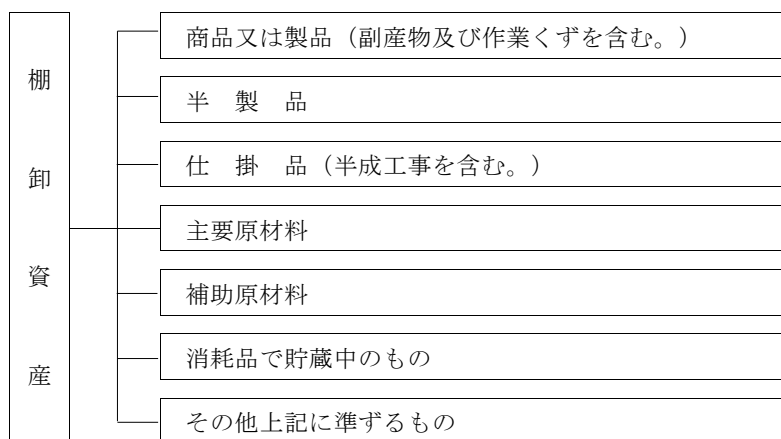 棚卸資産
商品又は製品（副産物及び作業くずを含む。）
半　製　品
仕　掛　品（半成工事を含む。）
主要原材料
補助原材料
消耗品で貯蔵中のもの
その他上記に準ずるもの